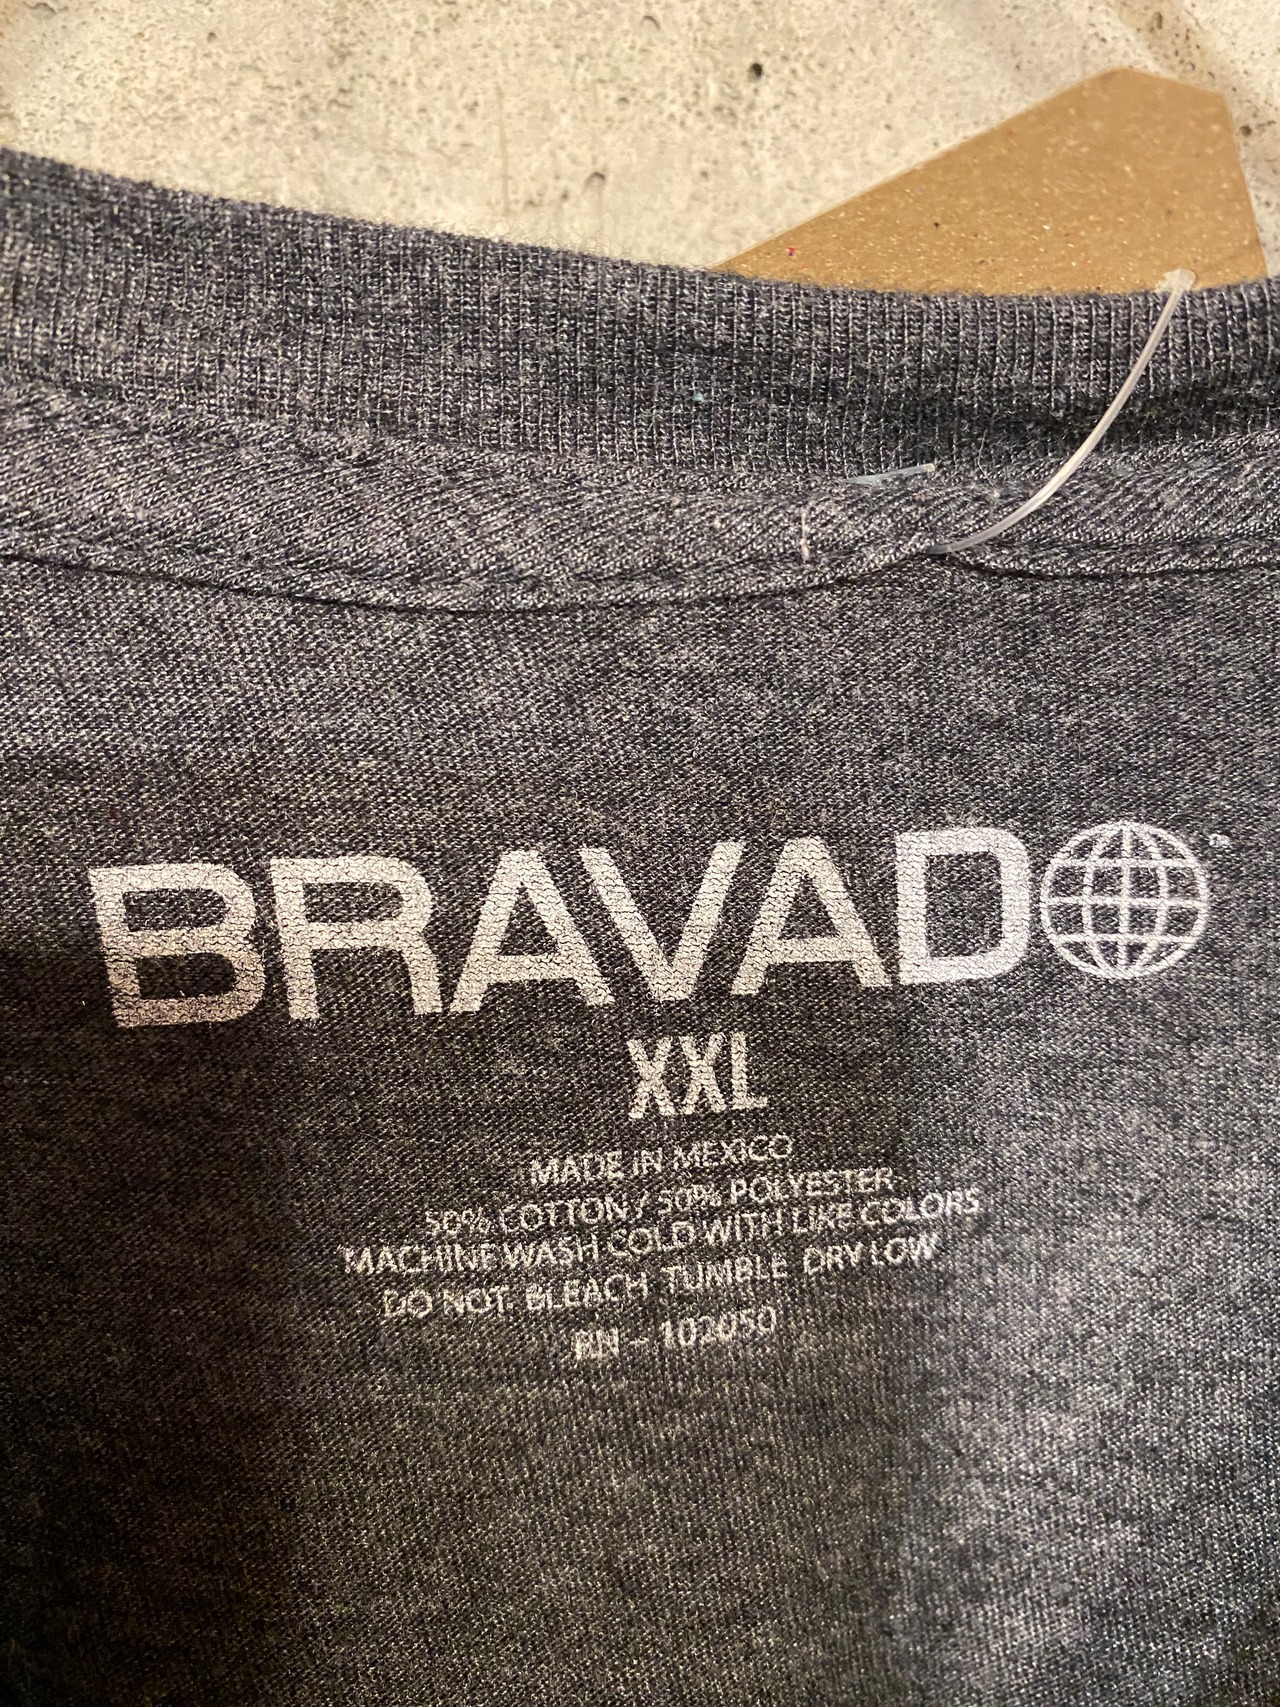 BRAVADO
XXL
MADE IN MEXICO
50% COTTON / 50% POLYESTER
MACHINE WASH COLD WITH LIKE COLORS
DO NOT BLEACH TUMBLE DRY LOW
RN - 102050